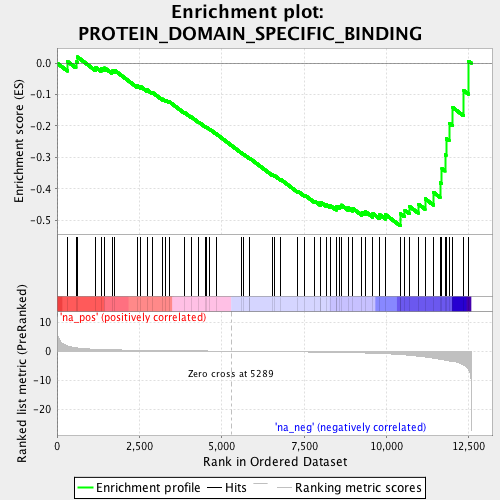 Enrichment plot:
PROTEIN_DOMAIN_SPECIFIC_BINDING
Enrichment score (ES)
0.0
-0.1
-0.2
-0.3
-0.4
-0.5
'na_pos' (positively correlated)
Ranked list metric (PreRanked)
10
5
0
-5
-10
-15
-20
Zero cross at 5289
'na_neg' (negatively correlated)
0
2,500
5,000
7,500
10,000
12,500
Rank in Ordered Dataset
Enrichment profile
Hits
Ranking metric scores